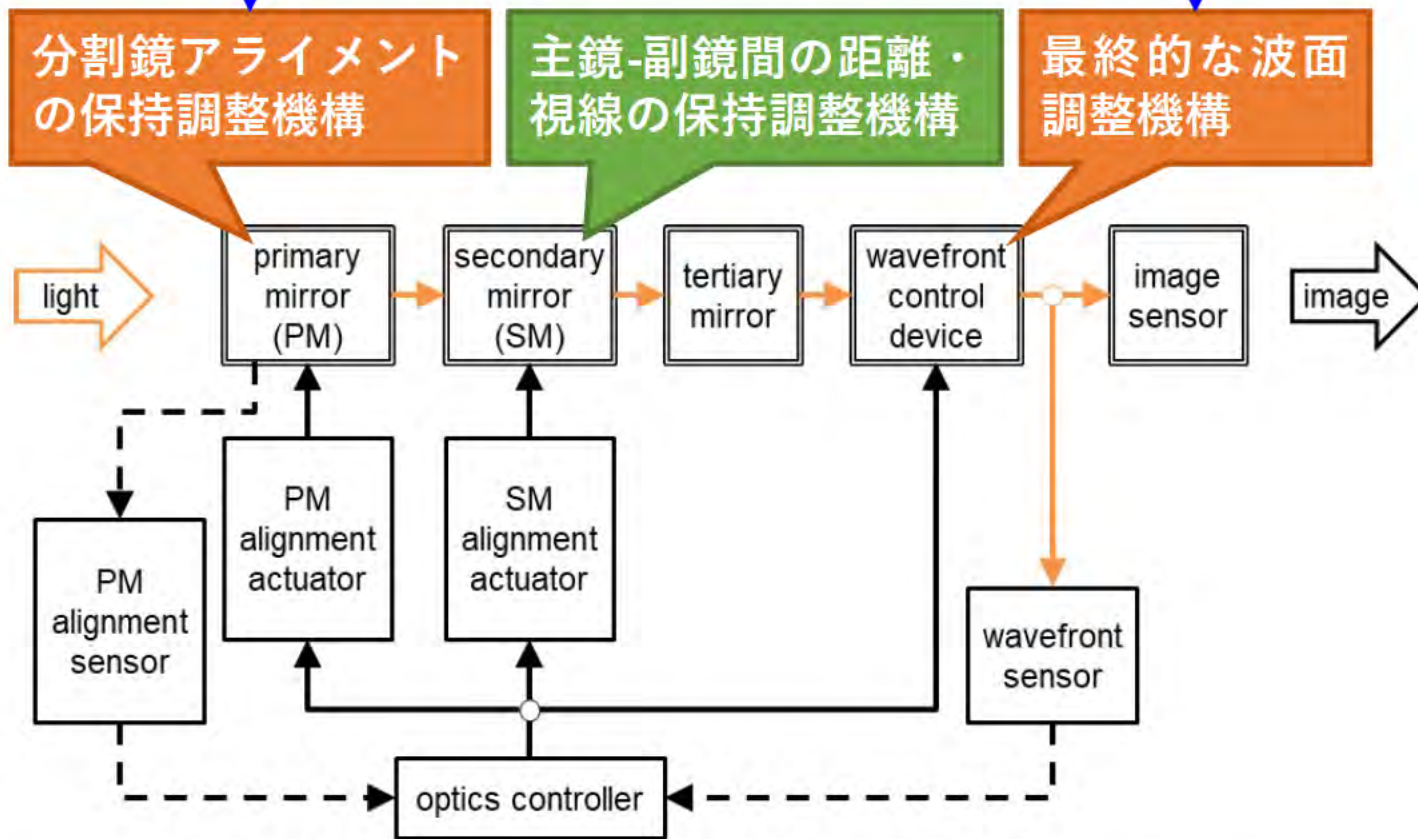 分割鏡アライメント
の保持調整機構
主鏡-副鏡間の距離・
視線の保持調整機構
最終的な波面
調整機構
light
primary
mirror
(PM)
secondary
mirror
(SM)
tertiary
mirror
wavefront
control
device
image
sensor
image
PM
alignment
sensor
PM
alignment
actuator
SM
alignment
actuator
wavefront
sensor
optics controller